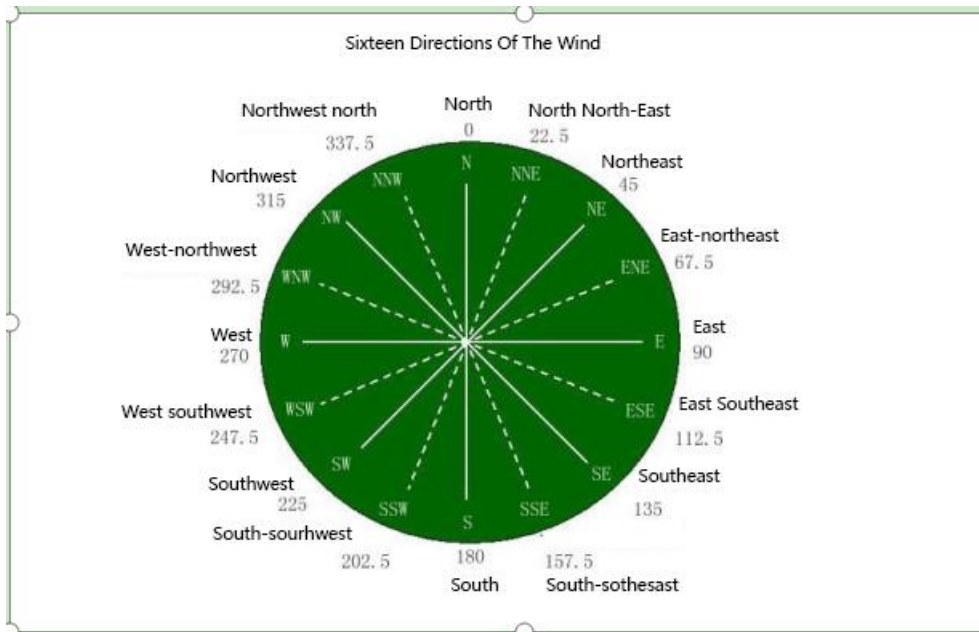 Sixteen Directions Of The Wind
North
0
N
Northwest north
337.5
NNW
North North-East
22.5
NNE
Northwest
315
NW
Northeast
45
NE
West-northwest
292.5
WNW
East-northeast
67.5
ENE
West
270
W
East
90
E
West southwest
247.5
WSW
East Southeast
112.5
ESE
Southwest
225
SW
Southeast
135
SE
South-sourhwest
202.5
SSW
S
180
South
SSE
157.5
South-sothesast